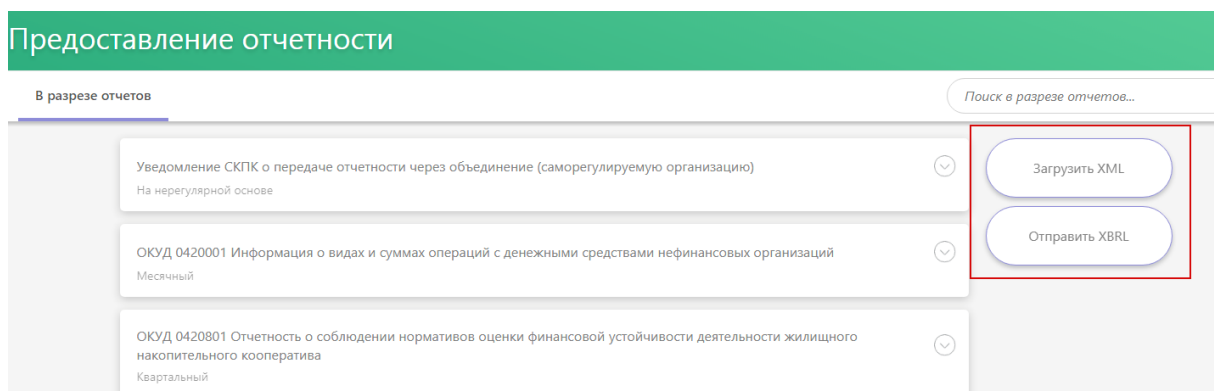 Предоставление отчетности
В разрезе отчетов
Поиск в разрезе отчетов...
Уведомление СКПК о передаче отчетности через объединение (саморегулируемую организацию)
На нерегулярной основе
Загрузить XML
Отправить XBRL
ОКУД 0420001 Информация о видах и суммах операций с денежными средствами нефинансовых организаций
Месячный
ОКУД 0420801 Отчетность о соблюдении нормативов оценки финансовой устойчивости деятельности жилищного
накопительного кооператива
Квартальный